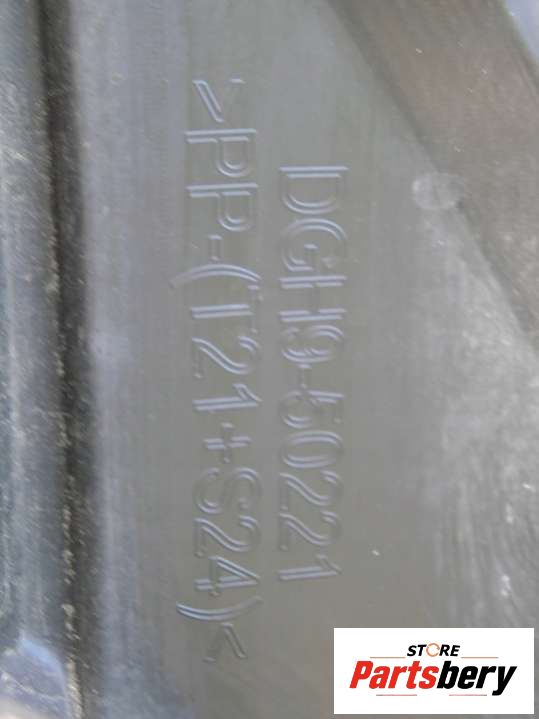 DGH9-50221
>PP-(T21+S24)<
STORE
Partsbery